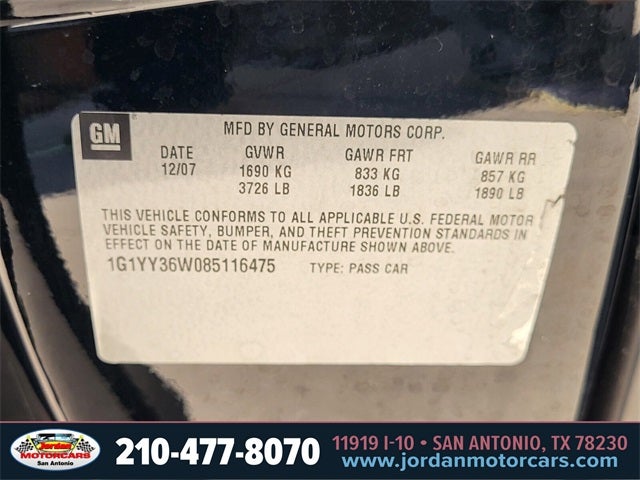 GM
MFD BY GENERAL MOTORS CORP.
DATE GVWR GAWR FRT GAWR RR
12/07 1690 KG 833 KG 857 KG
3726 LB 1836 LB 1890 LB
THIS VEHICLE CONFORMS TO ALL APPLICABLE U.S. FEDERAL MOTOR
VEHICLE SAFETY, BUMPER, AND THEFT PREVENTION STANDARDS IN
EFFECT ON THE DATE OF MANUFACTURE SHOWN ABOVE.
1G1YY36W085116475 TYPE: PASS CAR
Jordan
MOTORCARS
San Antonio
210-477-8070
11919 I-10 • SAN ANTONIO, TX 78230
www.jordanmotorcars.com